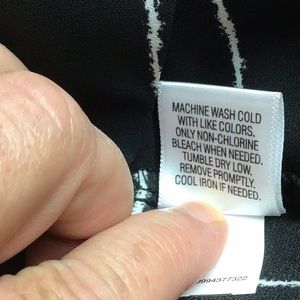 MACHINE WASH COLD
WITH LIKE COLORS.
ONLY NON-CHLORINE
BLEACH WHEN NEEDED.
TUMBLE DRY LOW.
REMOVE PROMPTLY.
COOL IRON IF NEEDED.
J994377322